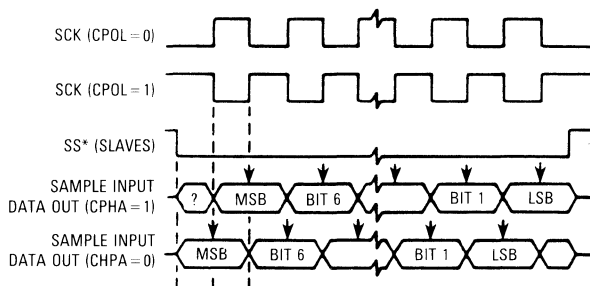 SCK (CPOL = 0)
SCK (CPOL = 1)
SS* (SLAVES)
SAMPLE INPUT
DATA OUT (CPHA = 1)
? MSB BIT 6 BIT 1 LSB
SAMPLE INPUT
DATA OUT (CHPA = 0)
MSB BIT 6 BIT 1 LSB